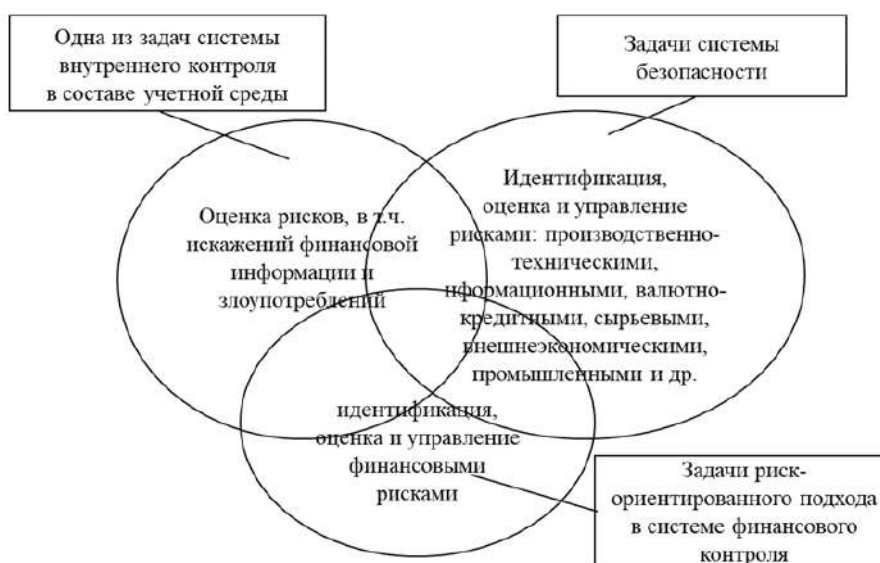 Одна из задач системы
внутреннего контроля
в составе учетной среды
Задачи системы
безопасности
Оценка рисков, в т.ч.
искажений финансовой
информации и
злоупотреблений
Идентификация,
оценка и управление
рисками: производственно-
техническими,
нформационными, валютно-
кредитными, сырьевыми,
внешнеэкономическими,
промышленными и др.
идентификация,
оценка и управление
финансовыми
рисками
Задачи риск-
ориентированного подхода
в системе финансового
контроля